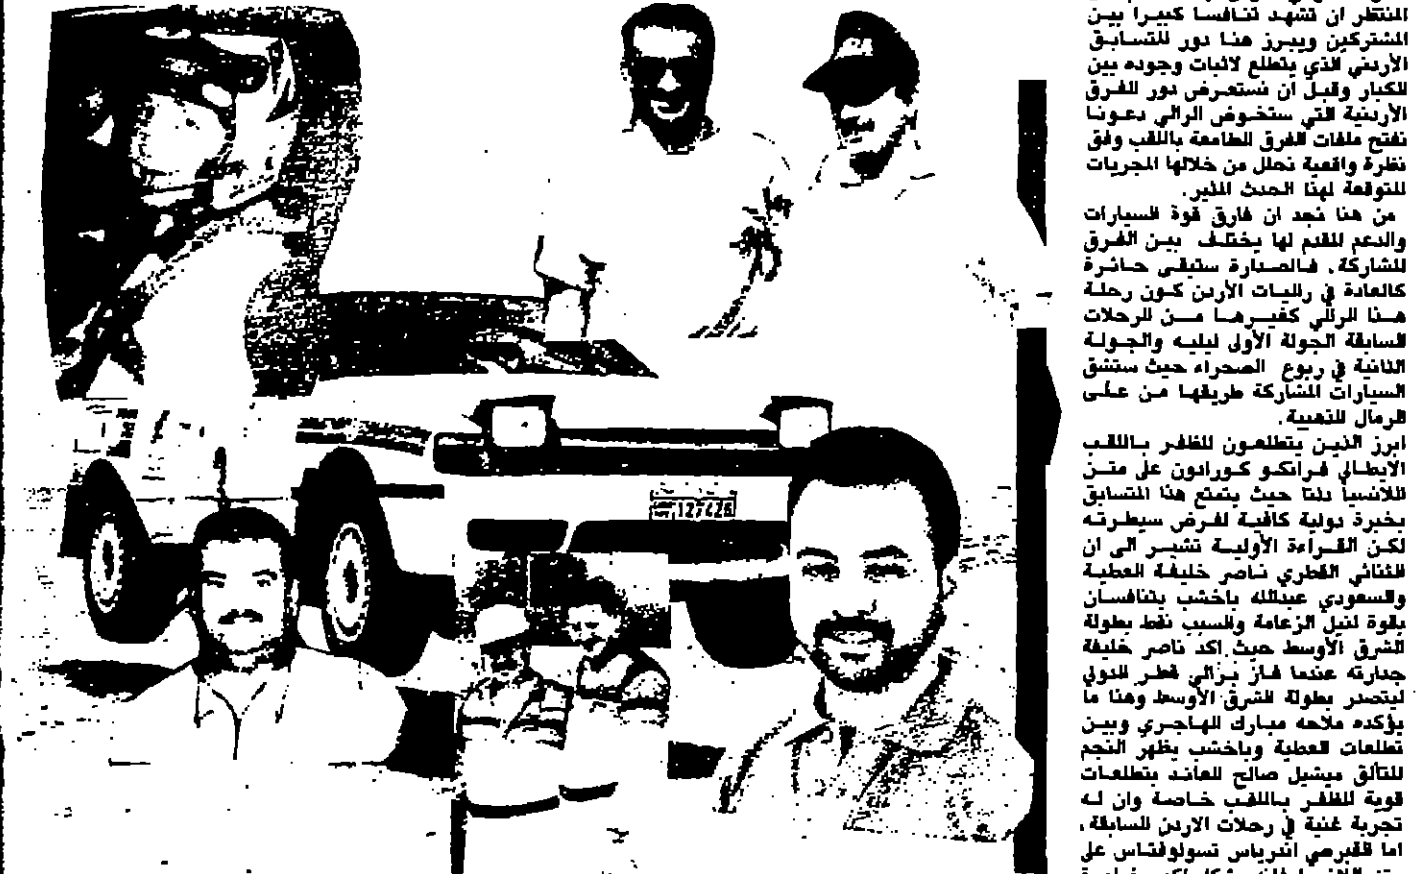 المنتظر ان تشهد تنافسا كبيرا بين
المشتركين ويبرز هنا دور المتسابق
الأردني الذي يتطلع لاثبات وجوده بين
الكبار وقبل ان نستعرض دور الفرق
الأردنية التي ستخوض الرالي دعونا
نفتح ملفات الفرق الطامعة باللقب وفق
نظرة واقعية نحلل من خلالها المجريات
المتوقعة لهذا الحدث المثير.
من هنا نجد ان فارق قوة السيارات
والدعم المقدم لها يختلف بين الفرق
المشاركة. فالصدارة ستبقى حائرة
كالعادة في راليات الأردن كون رحلة
هذا الرالي كغيرها من الرحلات
السابقة الجولة الأولى ليليه والجولة
الثانية في ربوع الصحراء حيث ستشق
السيارات المشاركة طريقها من على
الرمال الذهبية.
ابرز الذين يتطلعون للظفر باللقب
الايطالي فرانكو كورادون على متن
اللانسيا دلتا حيث يتمتع هذا المتسابق
بخبرة دولية كافية لفرض سيطرته
لكن القراءة الأولية تشير الى ان
الثنائي القطري ناصر خليفة العطية
والسعودي عبدالله باخشب يتنافسان
بقوة لنيل الزعامة والسبب نقط بطولة
الشرق الأوسط حيث اكد ناصر خليفة
جدارته عندما فاز برالي قطر الدولي
ليتصدر بطولة الشرق الأوسط وهذا ما
يؤكده ملاحه مبارك الهاجري وبين
تطلعات العطية وباخشب يظهر النجم
المتألق ميشيل صالح العائد بتطلعات
قوية للظفر باللقب خاصة وان له
تجربة غنية في رحلات الاردن السابقة.
اما القبرصي اندرياس تسولوفتاس على
127426